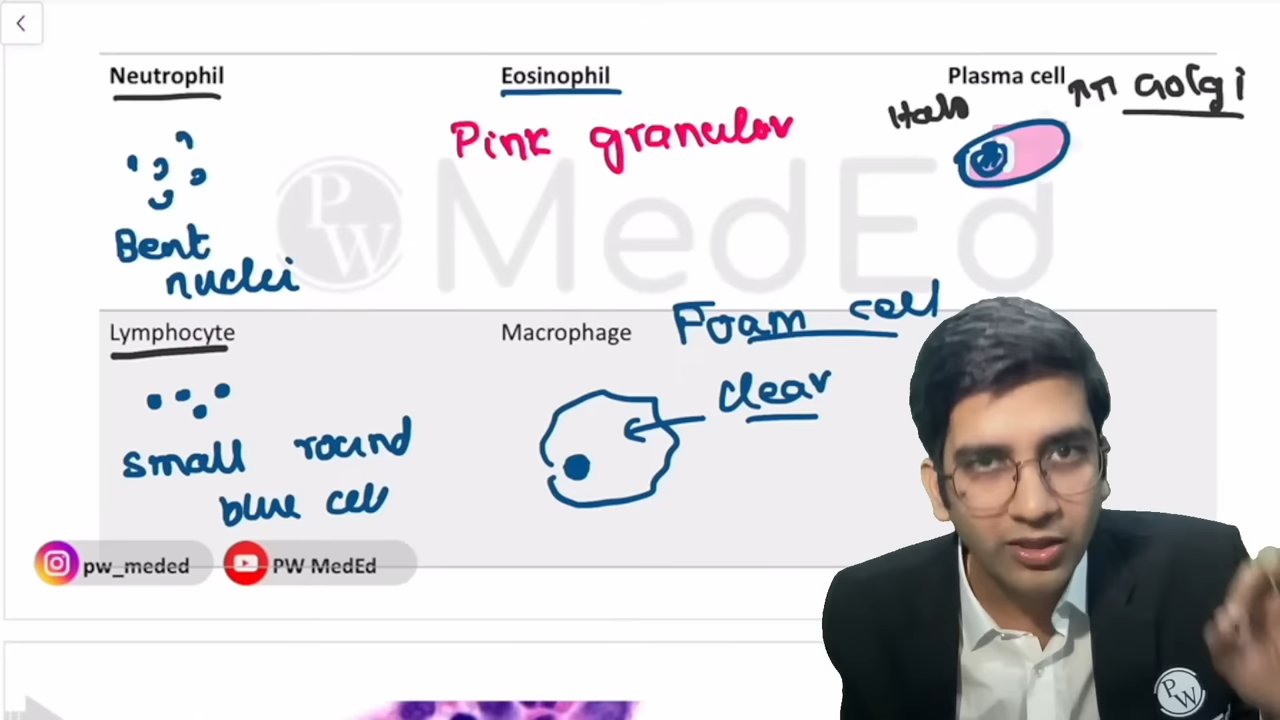 Neutrophil
Eosinophil
Plasma cell
Halo
↑↑ Golgi
Pink granular
Bent
nuclei
PW MedEd
Lymphocyte
Macrophage
Foam cell
clear
small round
blue cell
pw_meded
PW MedEd
PW